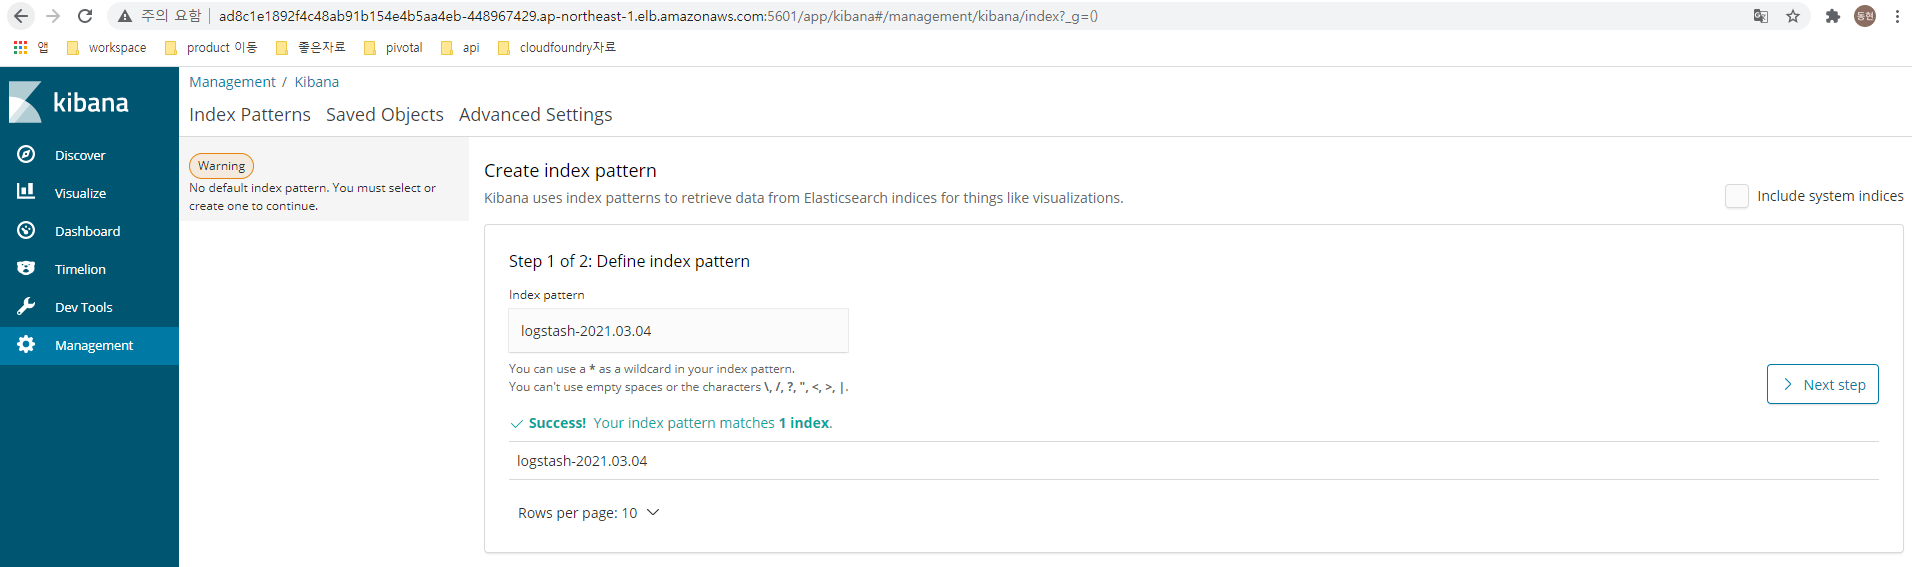 주의 요함 ad8c1e1892f4c48ab91b154e4b5aa4eb-448967429.ap-northeast-1.elb.amazonaws.com:5601/app/kibana#/management/kibana/index?_g=() 동현
앱 workspace product 이동 좋은자료 pivotal api cloudfoundry자료
kibana
Discover
Visualize
Dashboard
Timelion
Dev Tools
Management
Management / Kibana
Index Patterns Saved Objects Advanced Settings
Warning
No default index pattern. You must select or
create one to continue.
Create index pattern
Kibana uses index patterns to retrieve data from Elasticsearch indices for things like visualizations.
Include system indices
Step 1 of 2: Define index pattern
Index pattern
logstash-2021.03.04
You can use a * as a wildcard in your index pattern.
You can't use empty spaces or the characters \, /, ?, ", <, >, |.
Next step
Success! Your index pattern matches 1 index.
logstash-2021.03.04
Rows per page: 10